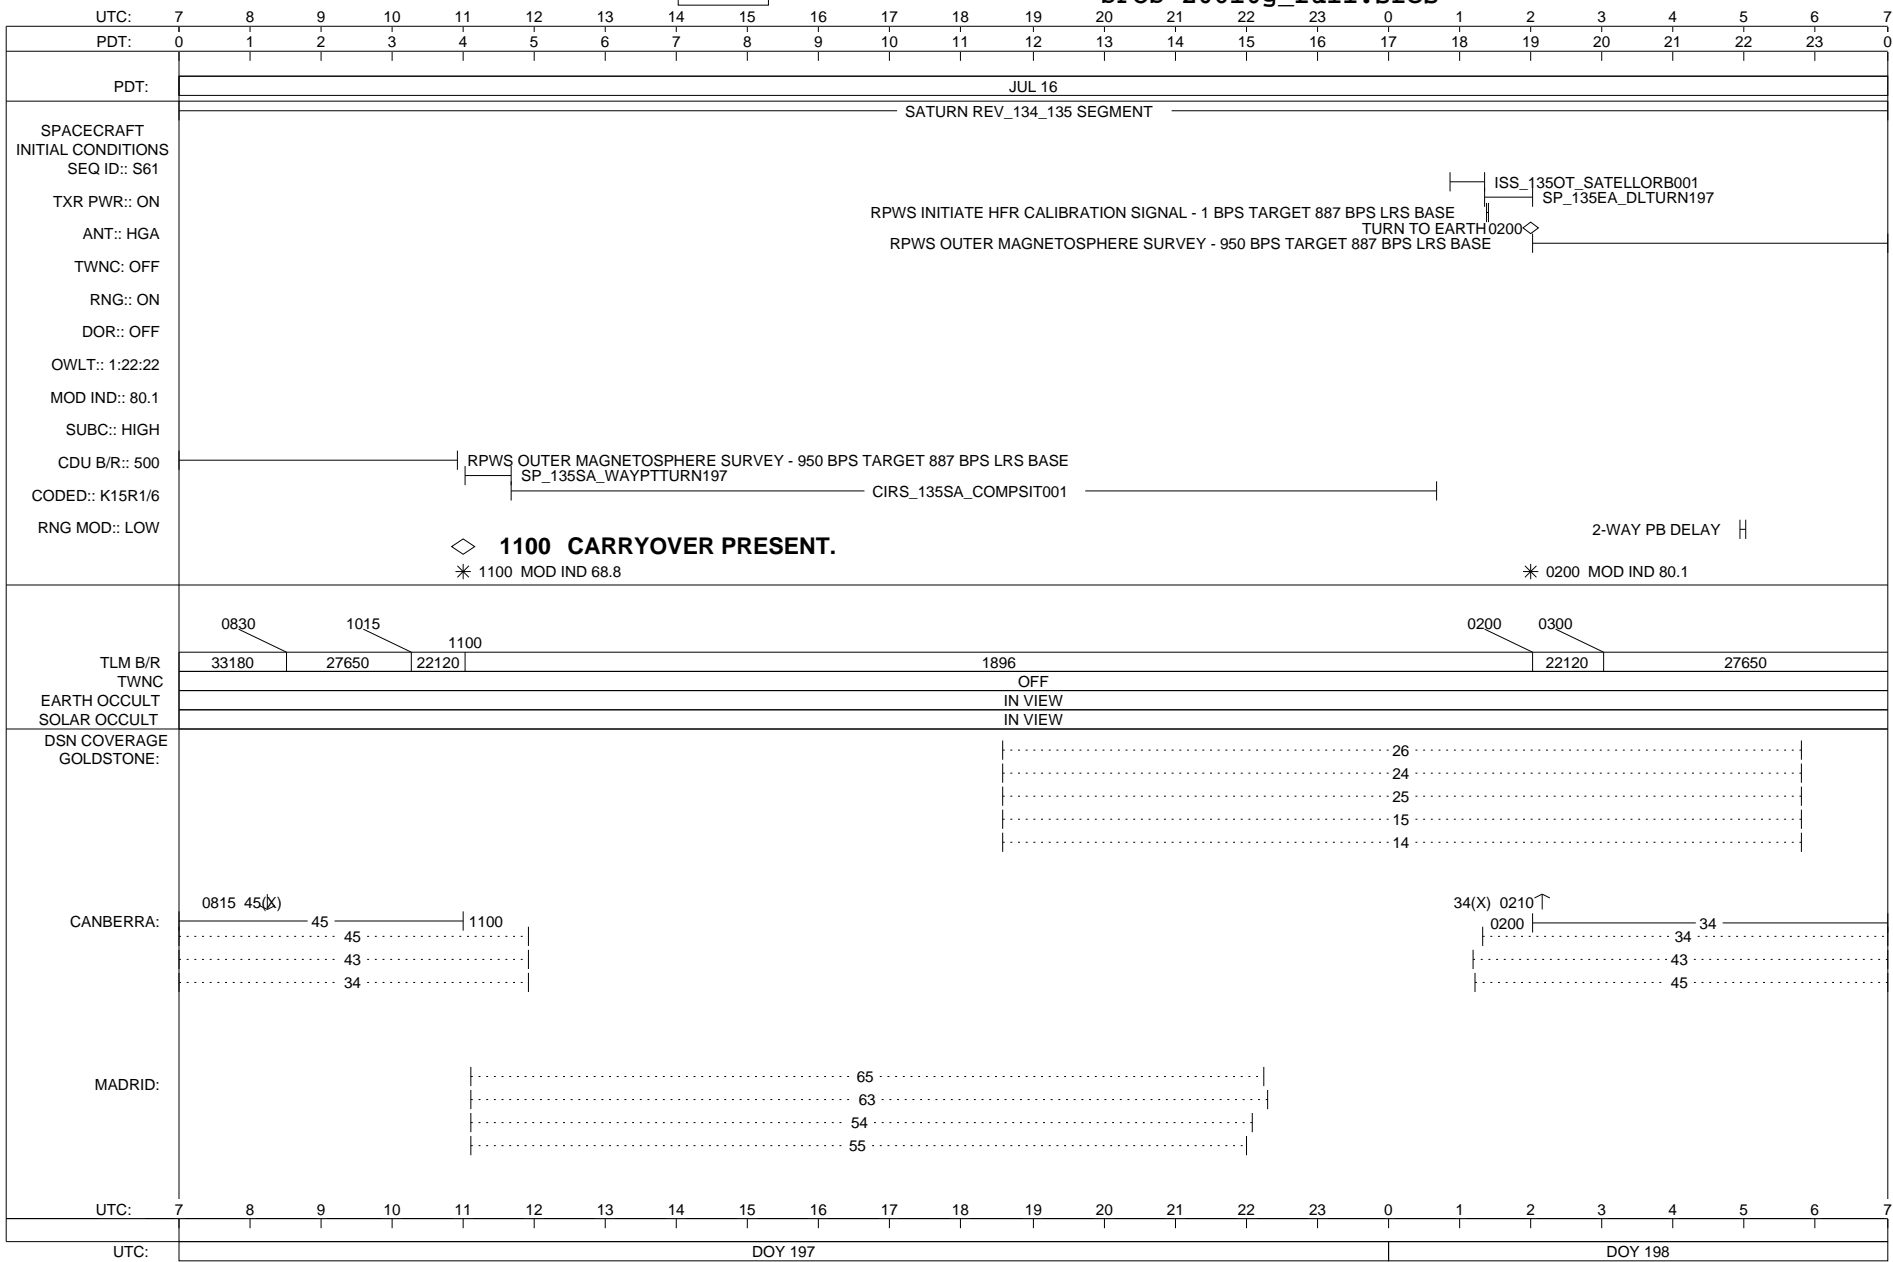 UTC: 7 8 9 10 11 12 13 14 15 16 17 18 19 20 21 22 23 0 1 2 3 4 5 6 7
PDT: 0 1 2 3 4 5 6 7 8 9 10 11 12 13 14 15 16 17 18 19 20 21 22 23 0
PDT: JUL 16
SATURN REV_134_135 SEGMENT
SPACECRAFT
INITIAL CONDITIONS
SEQ ID:: S61
ISS_135OT_SATELLORB001
TXR PWR:: ON
SP_135EA_DLTURN197
RPWS INITIATE HFR CALIBRATION SIGNAL - 1 BPS TARGET 887 BPS LRS BASE
TURN TO EARTH 0200
ANT:: HGA
RPWS OUTER MAGNETOSPHERE SURVEY - 950 BPS TARGET 887 BPS LRS BASE
TWNC: OFF
RNG:: ON
DOR:: OFF
OWLT:: 1:22:22
MOD IND:: 80.1
SUBC:: HIGH
CDU B/R:: 500
RPWS OUTER MAGNETOSPHERE SURVEY - 950 BPS TARGET 887 BPS LRS BASE
SP_135SA_WAYPTTURN197
CODED:: K15R1/6
CIRS_135SA_COMPSIT001
RNG MOD:: LOW
2-WAY PB DELAY
1100 CARRYOVER PRESENT.
1100 MOD IND 68.8
0200 MOD IND 80.1
0830 1015 1100 0200 0300
TLM B/R 33180 27650 22120 1896 22120 27650
TWNC OFF
EARTH OCCULT IN VIEW
SOLAR OCCULT IN VIEW
DSN COVERAGE
GOLDSTONE:
26
24
25
15
14
0815 45(X) 34(X) 0210
CANBERRA: 45 1100 0200 34
45 34
43 43
34 45
MADRID:
65
63
54
55
UTC: 7 8 9 10 11 12 13 14 15 16 17 18 19 20 21 22 23 0 1 2 3 4 5 6 7
UTC: DOY 197 DOY 198